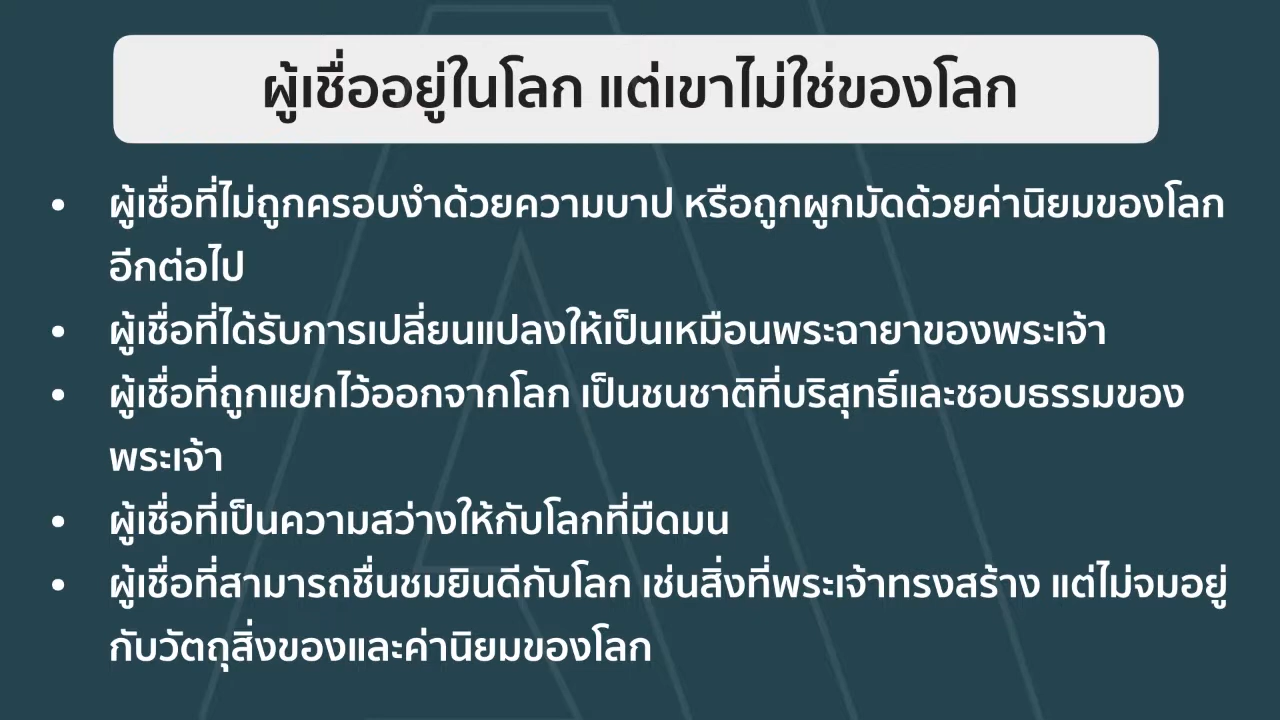 ผู้เชื่ออยู่ในโลก แต่เขาไม่ใช่ของโลก
• ผู้เชื่อที่ไม่ถูกครอบงำด้วยความบาป หรือถูกผูกมัดด้วยค่านิยมของโลก
อีกต่อไป
• ผู้เชื่อที่ได้รับการเปลี่ยนแปลงให้เป็นเหมือนพระฉายาของพระเจ้า
• ผู้เชื่อที่ถูกแยกไว้ออกจากโลก เป็นชนชาติที่บริสุทธิ์และชอบธรรมของ
พระเจ้า
• ผู้เชื่อที่เป็นความสว่างให้กับโลกที่มืดมน
• ผู้เชื่อที่สามารถชื่นชมยินดีกับโลก เช่นสิ่งที่พระเจ้าทรงสร้าง แต่ไม่จมอยู่
กับวัตถุสิ่งของและค่านิยมของโลก